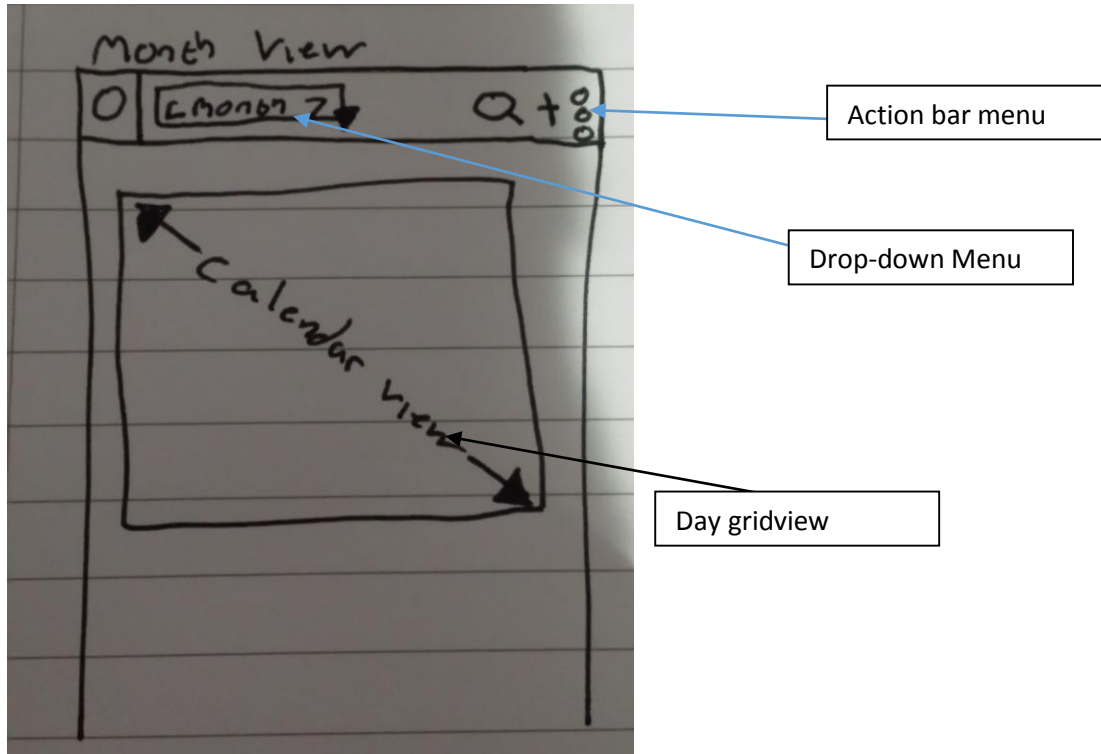 Month View
< Month >
Action bar menu
Drop-down Menu
Calendar view
Day gridview